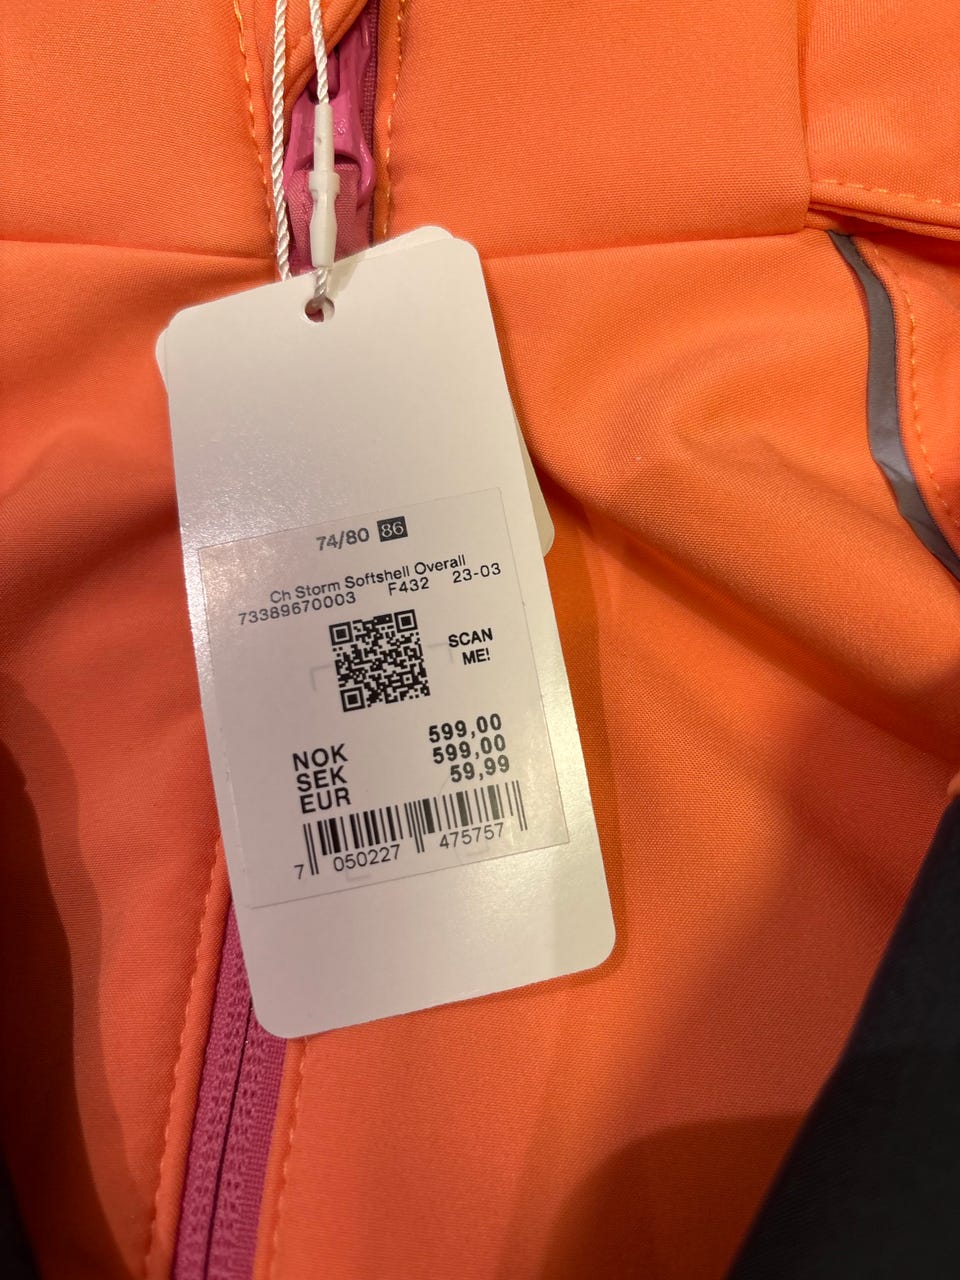 74/80 86
Ch Storm Softshell Overall
73389670003 F432 23-03
SCAN
ME!
NOK 599,00
SEK 599,00
EUR 59,99
7 050227 475757